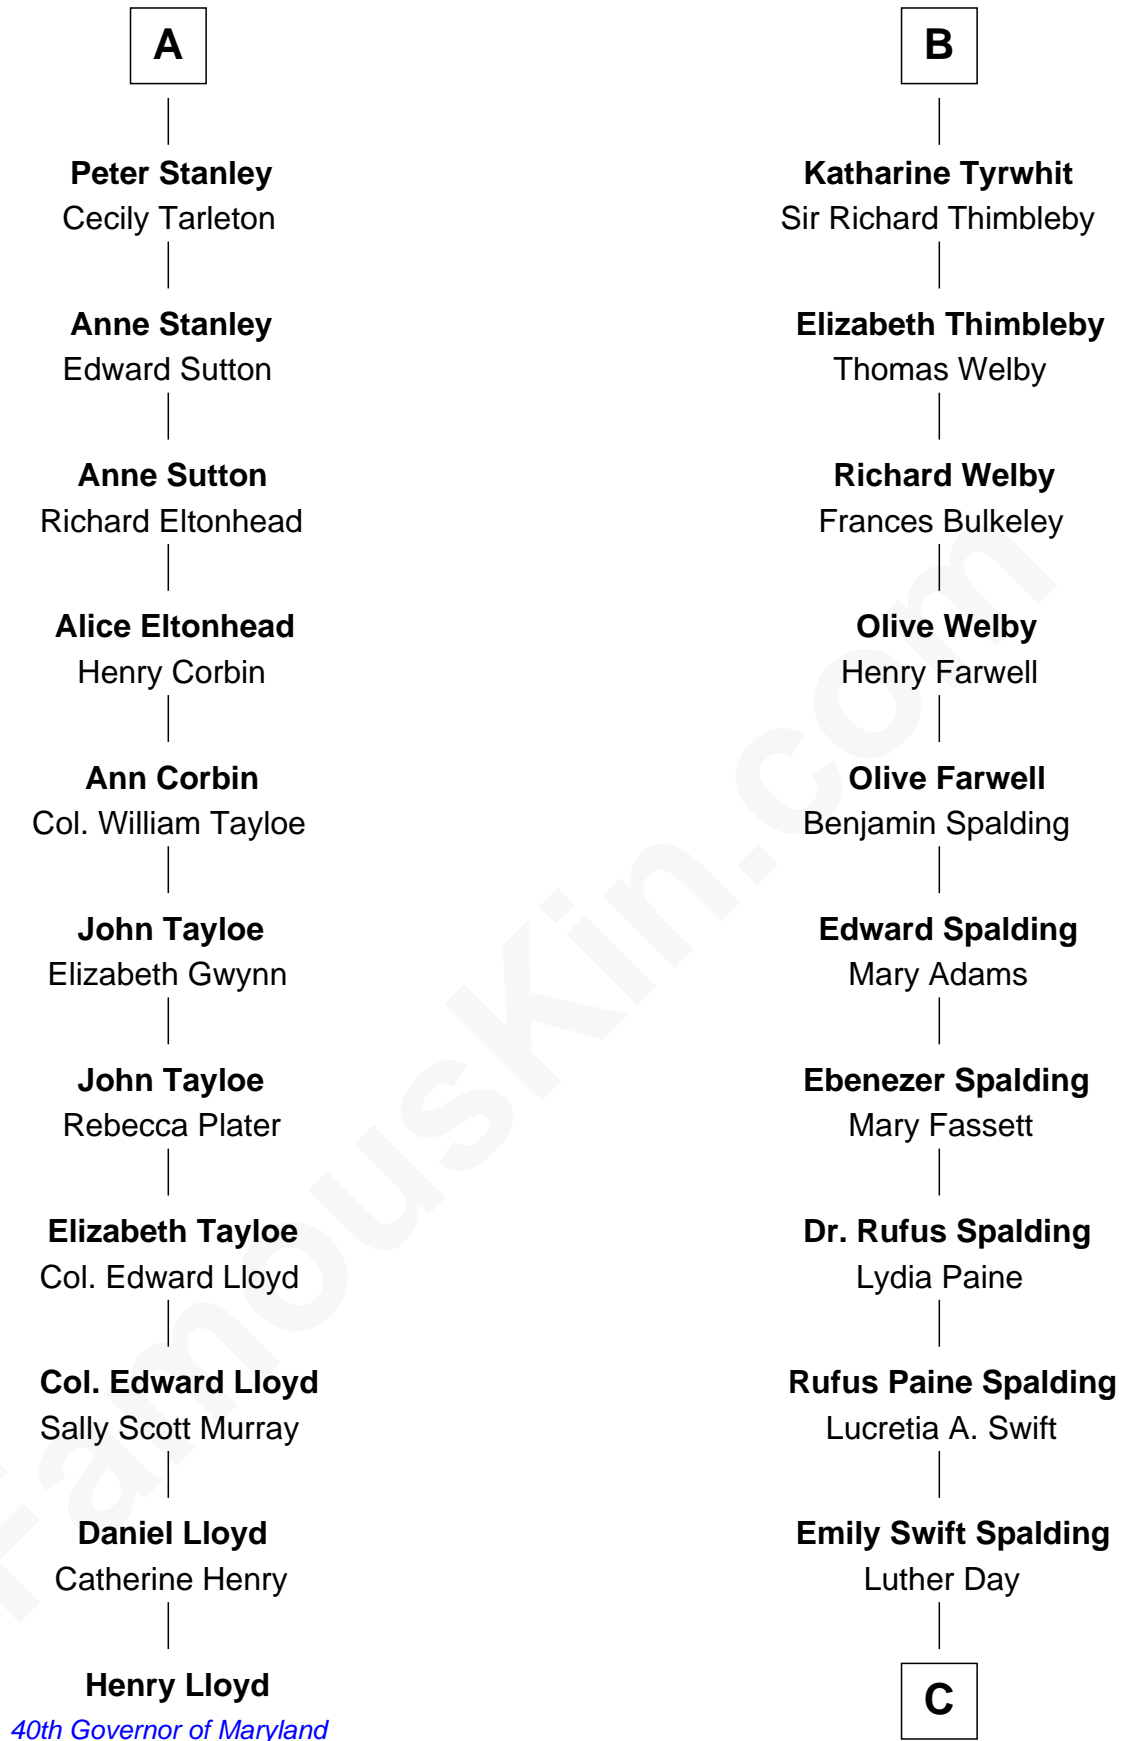 A
Peter Stanley
Cecily Tarleton
Anne Stanley
Edward Sutton
Anne Sutton
Richard Eltonhead
Alice Eltonhead
Henry Corbin
Ann Corbin
Col. William Tayloe
John Tayloe
Elizabeth Gwynn
John Tayloe
Rebecca Plater
Elizabeth Tayloe
Col. Edward Lloyd
Col. Edward Lloyd
Sally Scott Murray
Daniel Lloyd
Catherine Henry
Henry Lloyd
40th Governor of Maryland
B
Katharine Tyrwhit
Sir Richard Thimbleby
Elizabeth Thimbleby
Thomas Welby
Richard Welby
Frances Bulkeley
Olive Welby
Henry Farwell
Olive Farwell
Benjamin Spalding
Edward Spalding
Mary Adams
Ebenezer Spalding
Mary Fassett
Dr. Rufus Spalding
Lydia Paine
Rufus Paine Spalding
Lucretia A. Swift
Emily Swift Spalding
Luther Day
C
FamousKin.com